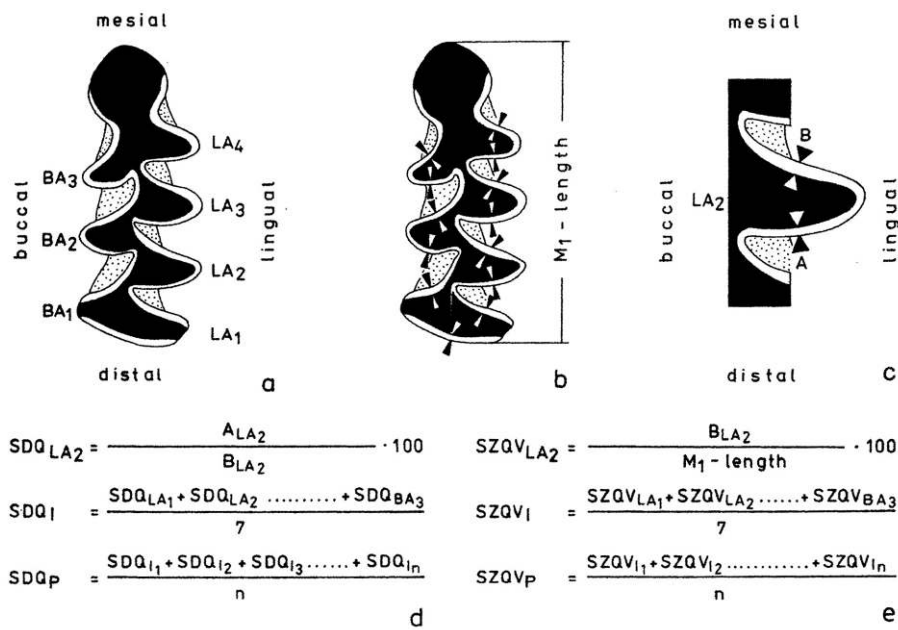 mesial
mesial
buccal
BA3
BA2
BA1
LA4
LA3
LA2
LA1
lingual
distal
a
M1 - length
b
buccal
LA2
B
A
lingual
distal
c
SDQLA2 = ALA2 / BLA2 · 100
SDQI = SDQLA1 + SDQLA2 .......... + SDQBA3 / 7
SDQP = SDQI1 + SDQI2 + SDQI3 ...... + SDQIn / n
d
SZQVLA2 = BLA2 / M1 - length · 100
SZQVI = SZQVLA1 + SZQVLA2 ...... + SZQVBA3 / 7
SZQVP = SZQVI1 + SZQVI2 ............ + SZQVIn / n
e